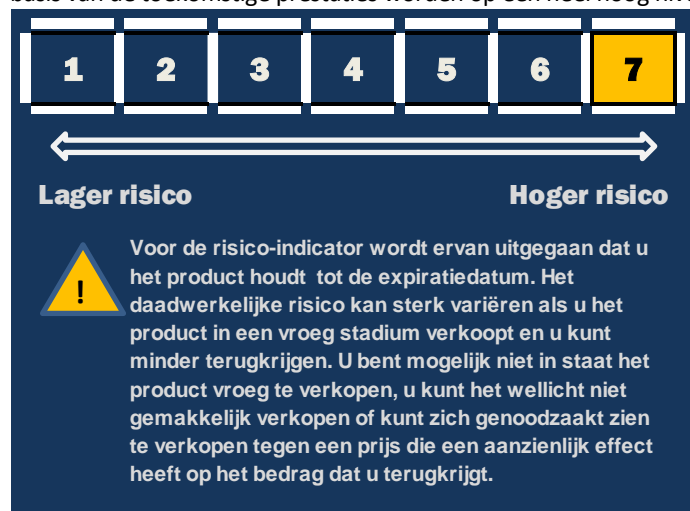 1 2 3 4 5 6 7
Lager risico Hoger risico
Voor de risico-indicator wordt ervan uitgegaan dat u
het product houdt tot de expiratiedatum. Het
! daadwerkelijke risico kan sterk variëren als u het
product in een vroeg stadium verkoopt en u kunt
minder terugkrijgen. U bent mogelijk niet in staat het
product vroeg te verkopen, u kunt het wellicht niet
gemakkelijk verkopen of kunt zich genoodzaakt zien
te verkopen tegen een prijs die een aanzienlijk effect
heeft op het bedrag dat u terugkrijgt.